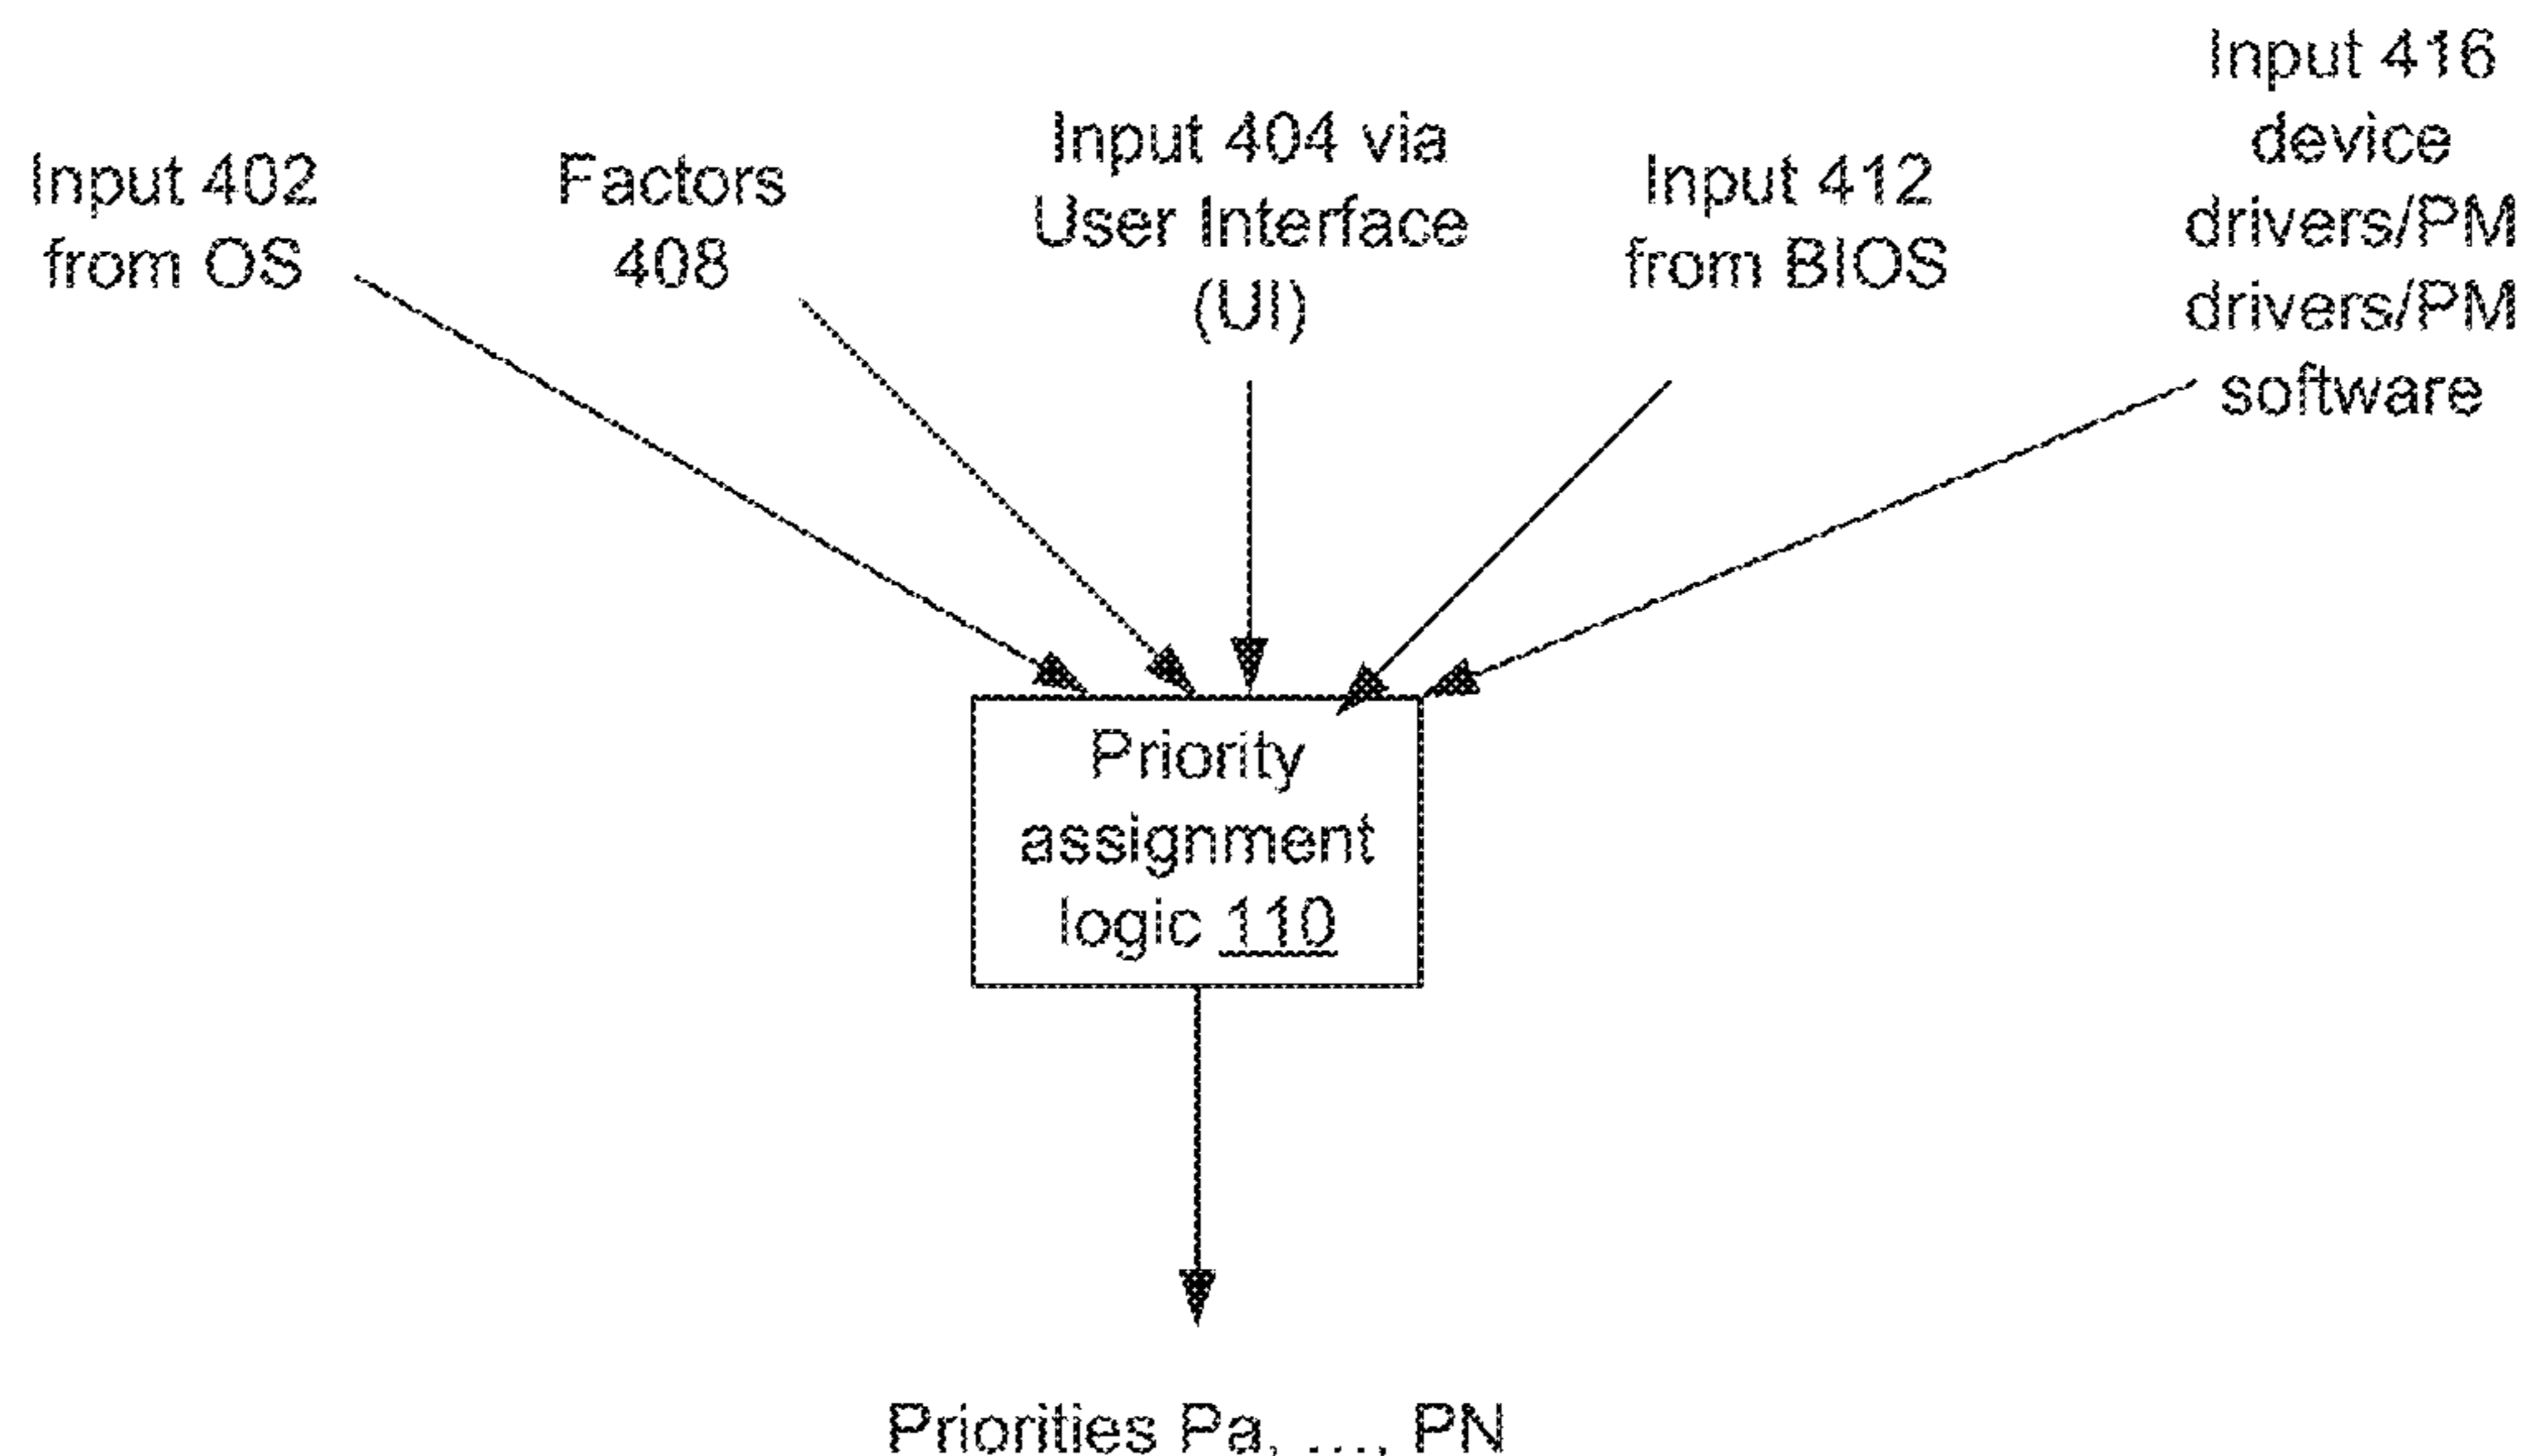 Input 402
from OS
Factors
408
Input 404 via
User Interface
(UI)
Input 412
from BIOS
Input 416
device
drivers/PM
drivers/PM
software
Priority
assignment
logic 110
Priorities Pa, ..., PN